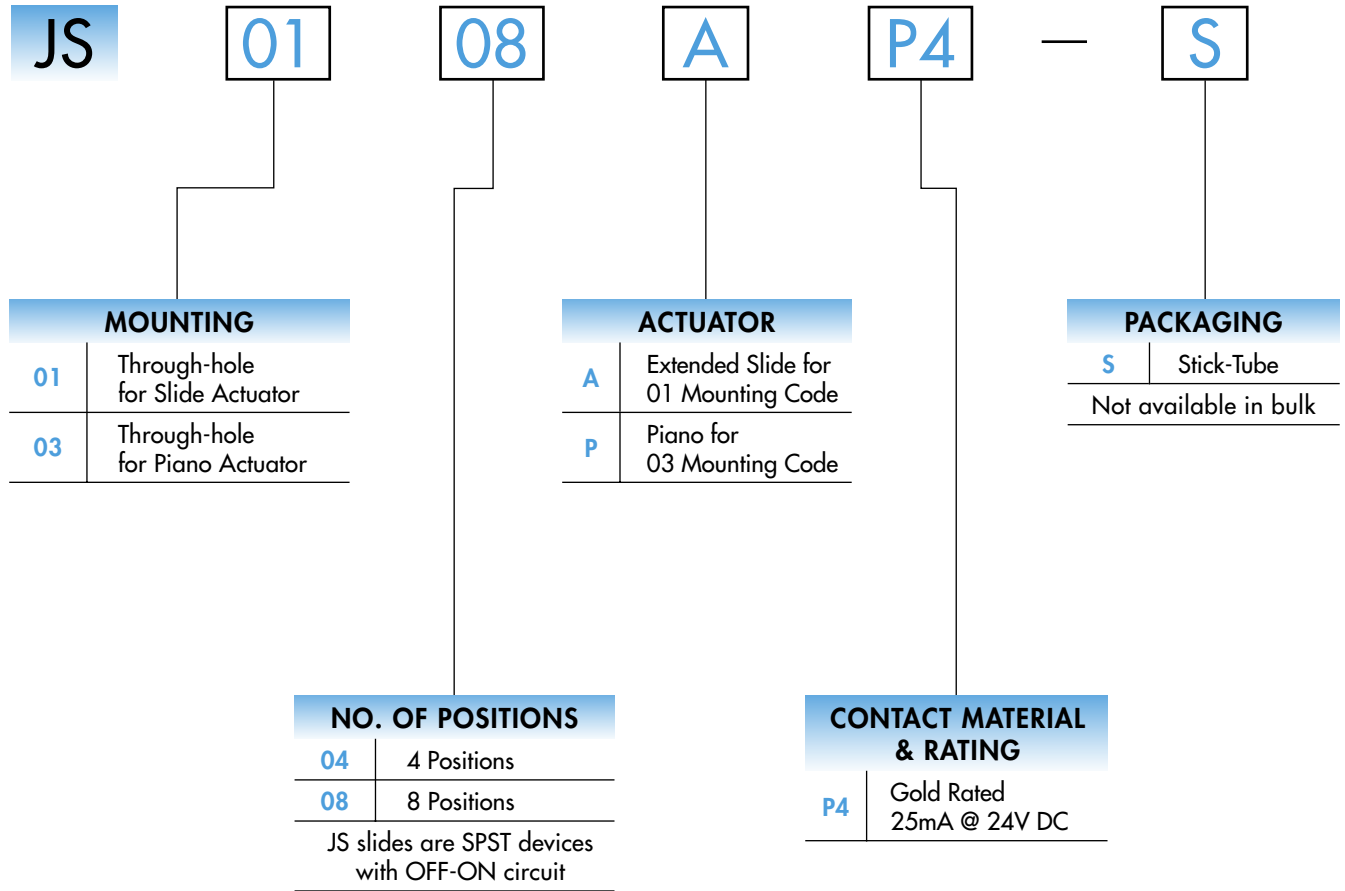 JS 01 08 A P4 — S
MOUNTING
01 Through-hole
for Slide Actuator
03 Through-hole
for Piano Actuator
ACTUATOR
A Extended Slide for
01 Mounting Code
P Piano for
03 Mounting Code
PACKAGING
S Stick-Tube
Not available in bulk
NO. OF POSITIONS
04 4 Positions
08 8 Positions
JS slides are SPST devices
with OFF-ON circuit
CONTACT MATERIAL
& RATING
P4 Gold Rated
25mA @ 24V DC